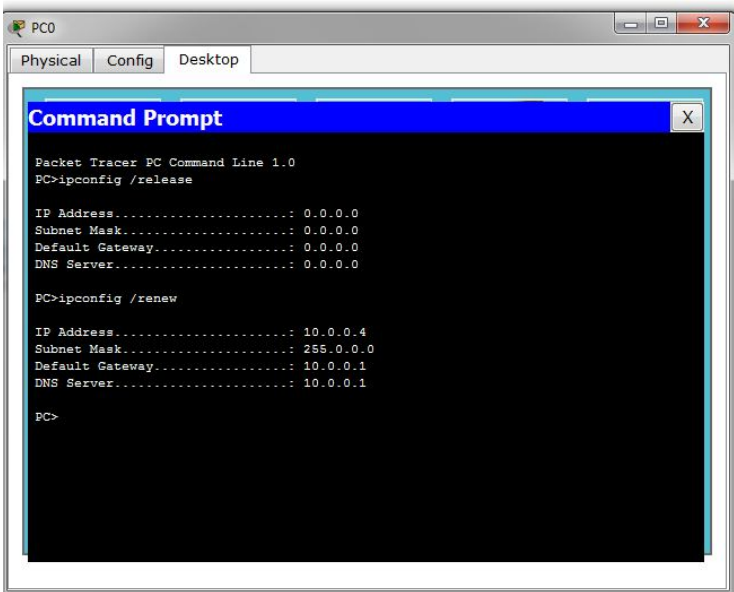 PC0
Physical Config Desktop
Command Prompt X
Packet Tracer PC Command Line 1.0
PC>ipconfig /release
IP Address......................: 0.0.0.0
Subnet Mask.....................: 0.0.0.0
Default Gateway.................: 0.0.0.0
DNS Server......................: 0.0.0.0
PC>ipconfig /renew
IP Address......................: 10.0.0.4
Subnet Mask.....................: 255.0.0.0
Default Gateway.................: 10.0.0.1
DNS Server......................: 10.0.0.1
PC>